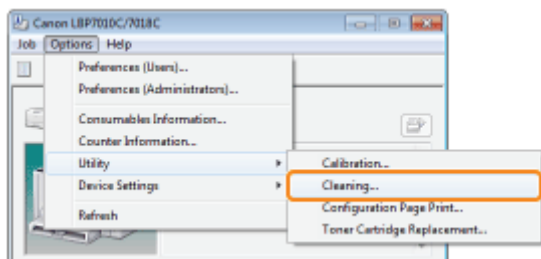 Canon LBP7010C/7018C
Job Options Help
Preferences (Users)...
Preferences (Administrators)...
Consumables Information...
Counter Information...
Utility
Calibration...
Device Settings
Cleaning...
Refresh
Configuration Page Print...
Toner Cartridge Replacement...